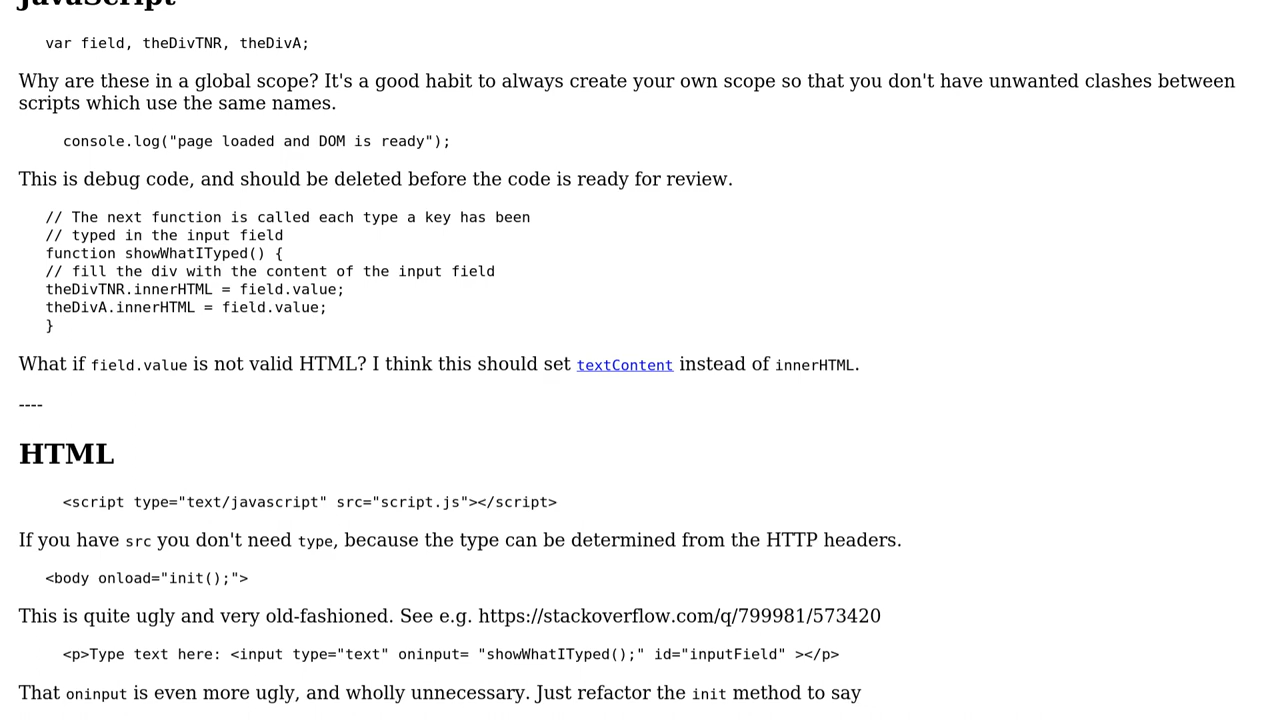 JavaScript
var field, theDivTNR, theDivA;
Why are these in a global scope? It's a good habit to always create your own scope so that you don't have unwanted clashes between
scripts which use the same names.
console.log("page loaded and DOM is ready");
This is debug code, and should be deleted before the code is ready for review.
// The next function is called each type a key has been
// typed in the input field
function showWhatITyped() {
// fill the div with the content of the input field
theDivTNR.innerHTML = field.value;
theDivA.innerHTML = field.value;
}
What if field.value is not valid HTML? I think this should set textContent instead of innerHTML.
----
HTML
<script type="text/javascript" src="script.js"></script>
If you have src you don't need type, because the type can be determined from the HTTP headers.
<body onload="init();">
This is quite ugly and very old-fashioned. See e.g. https://stackoverflow.com/q/799981/573420
<p>Type text here: <input type="text" oninput= "showWhatITyped();" id="inputField" ></p>
That oninput is even more ugly, and wholly unnecessary. Just refactor the init method to say